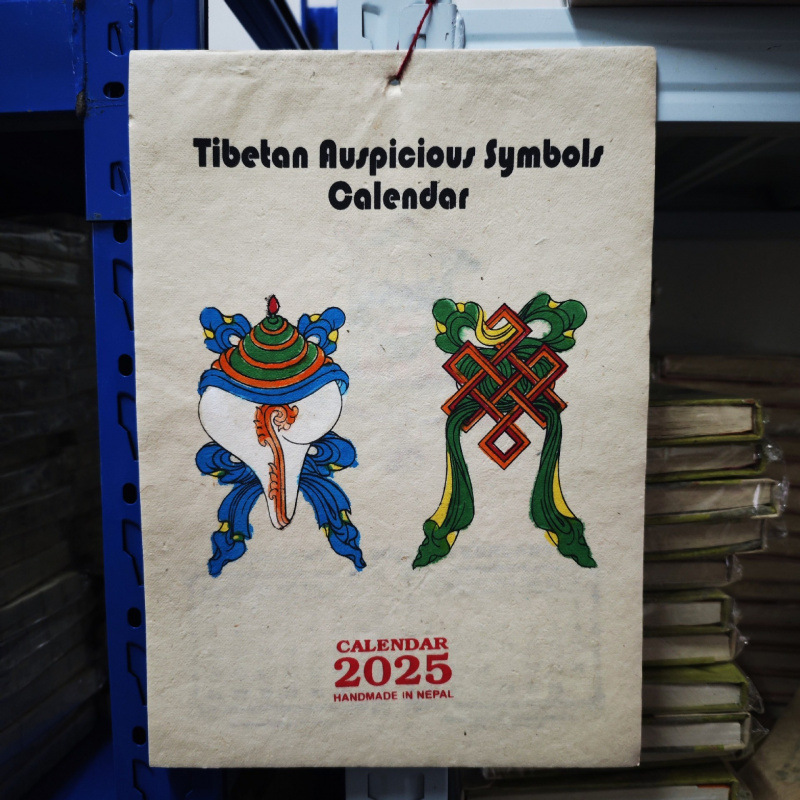 Tibetan Auspicious Symbols
Calendar
CALENDAR
2025
HANDMADE IN NEPAL